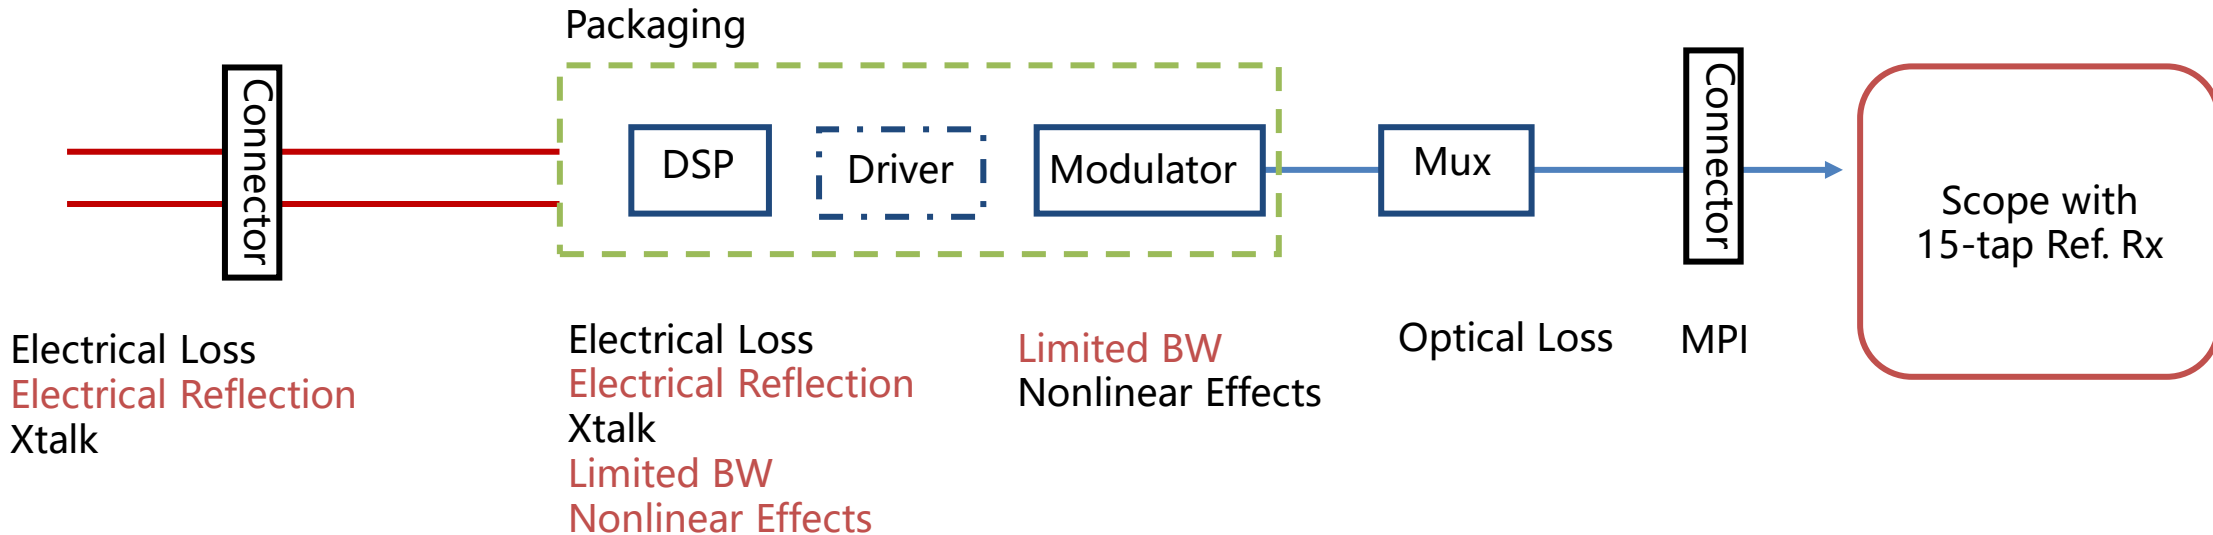 Packaging
Connector
DSP
Driver
Modulator
Mux
Connector
Scope with
15-tap Ref. Rx
Electrical Loss
Electrical Reflection
Xtalk
Electrical Loss
Electrical Reflection
Xtalk
Limited BW
Nonlinear Effects
Limited BW
Nonlinear Effects
Optical Loss
MPI